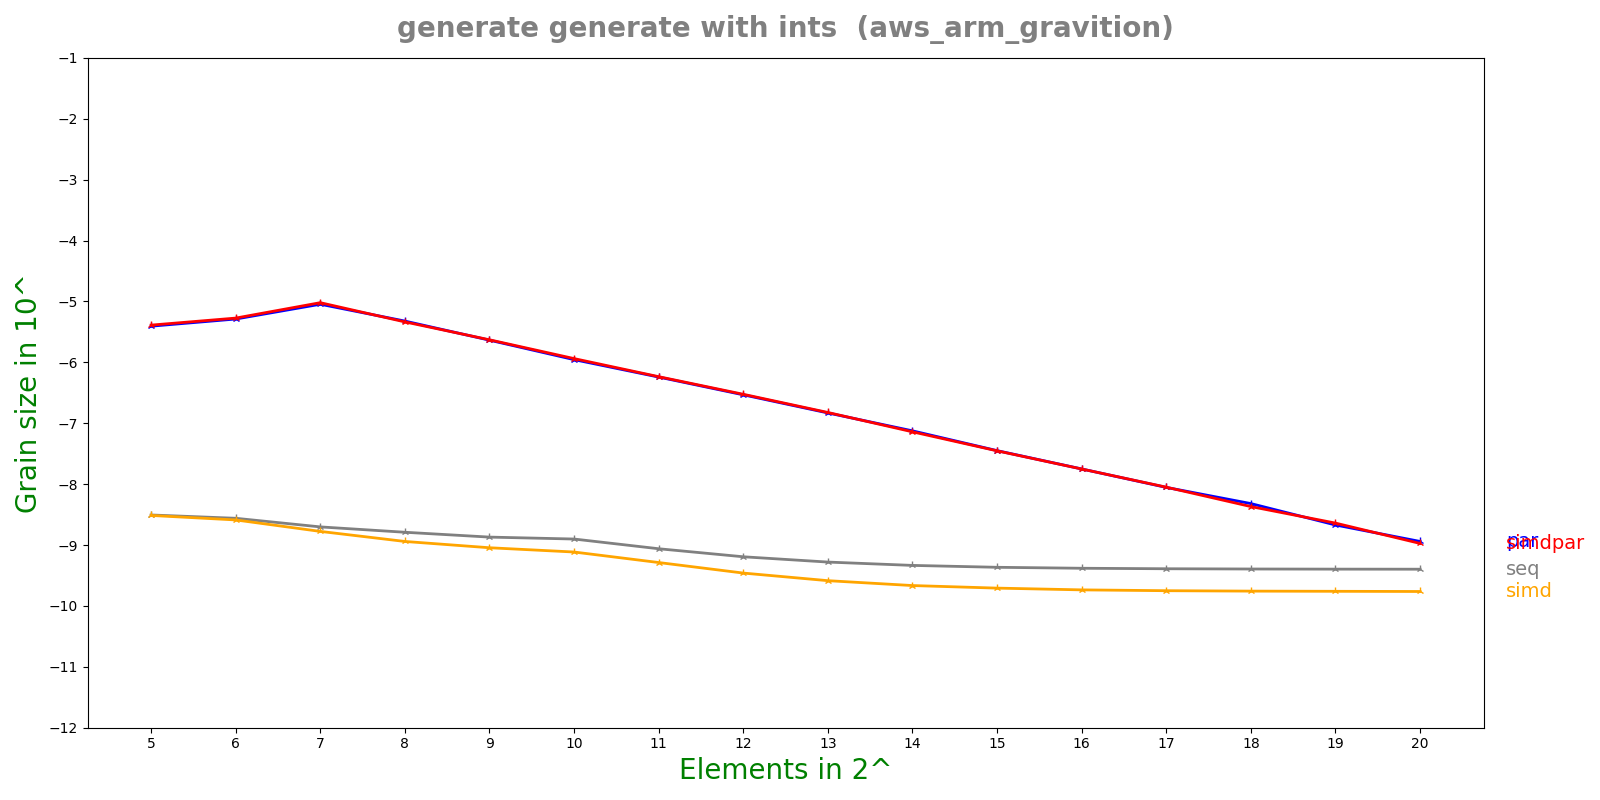 generate generate with ints  (aws_arm_gravition)
Grain size in 10^
−1
−2
−3
−4
−5
−6
−7
−8
−9
−10
−11
−12
par
simdpar
seq
simd
5 6 7 8 9 10 11 12 13 14 15 16 17 18 19 20
Elements in 2^